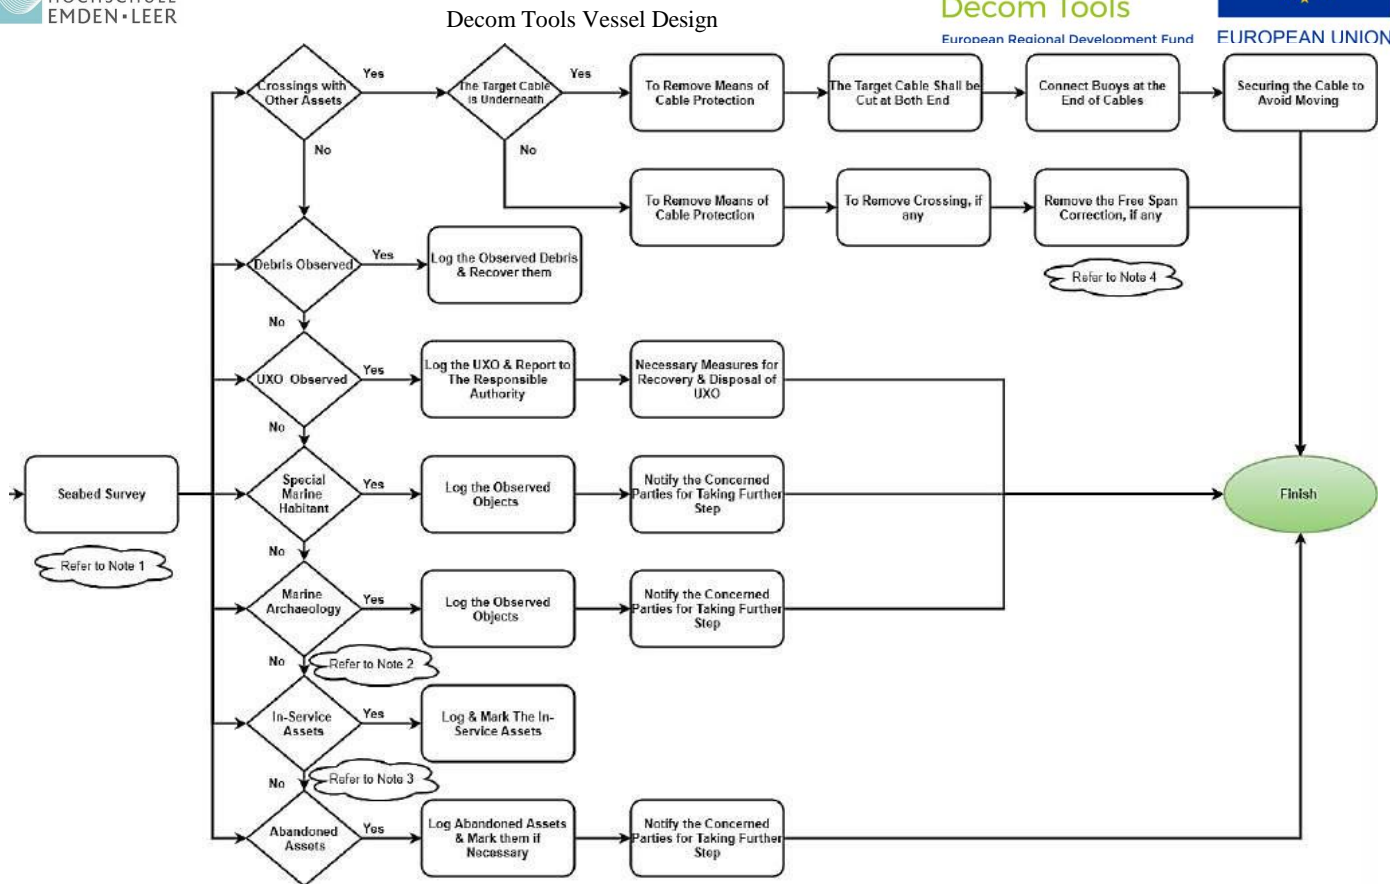 HOCHSCHULE
EMDEN•LEER
Decom Tools Vessel Design
Decom Tools
European Regional Development Fund
EUROPEAN UNION
Crossings with
Other Assets
Yes
The Target Cable
is Underneath
Yes
To Remove Means of
Cable Protection
The Target Cable Shall be
Cut at Both End
Connect Buoys at the
End of Cables
Securing the Cable to
Avoid Moving
No
No
To Remove Means of
Cable Protection
To Remove Crossing, if
any
Remove the Free Span
Correction, if any
Refer to Note 4
Debris Observed
Yes
Log the Observed Debris
& Recover them
No
UXO Observed
Yes
Log the UXO & Report to
The Responsible
Authority
Necessary Measures for
Recovery & Disposal of
UXO
No
Seabed Survey
Refer to Note 1
Special
Marine
Habitant
Yes
Log the Observed
Objects
Notify the Concerned
Parties for Taking Further
Step
Finish
No
Marine
Archaeology
Yes
Log the Observed
Objects
Notify the Concerned
Parties for Taking Further
Step
No
Refer to Note 2
In-Service
Assets
Yes
Log & Mark The In-
Service Assets
No
Refer to Note 3
Abandoned
Assets
Yes
Log Abandoned Assets
& Mark them if
Necessary
Notify the Concerned
Parties for Taking Further
Step